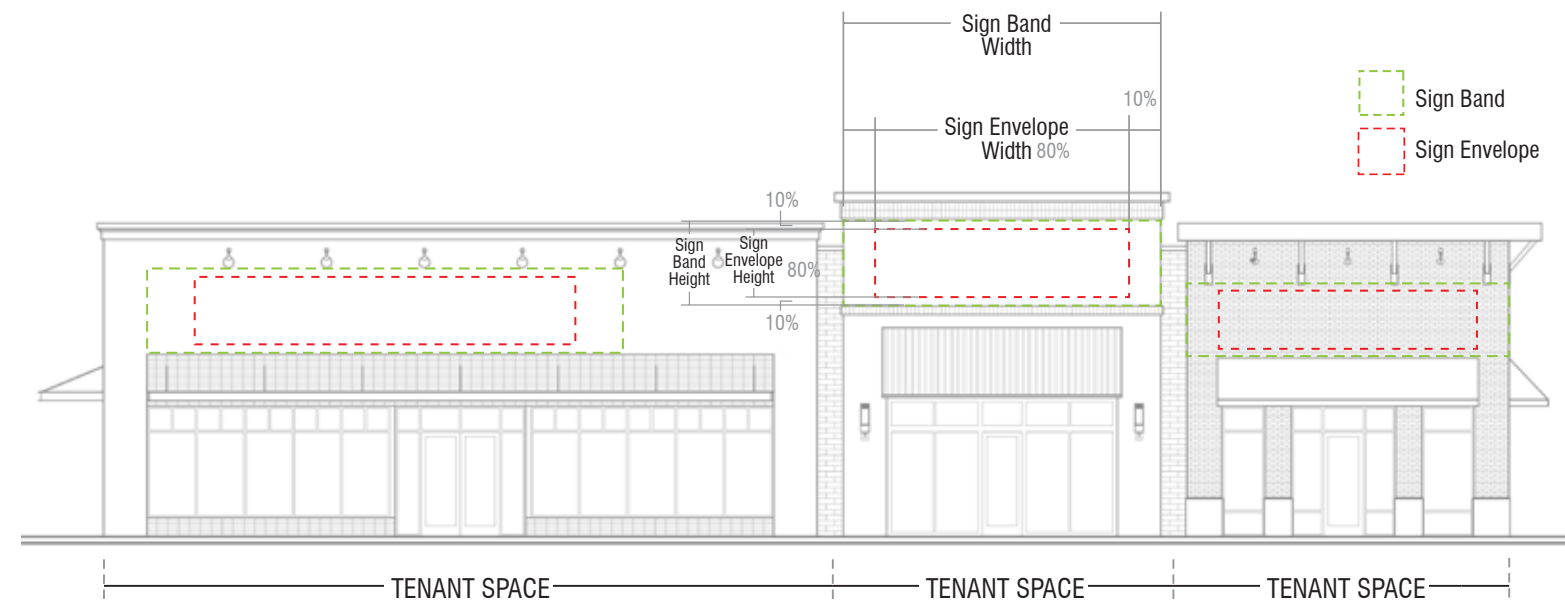 Sign Band
Width
10%
Sign Envelope
Width 80%
Sign Band
Sign Envelope
10%
Sign
Band
Height
Sign
Envelope
Height
80%
10%
TENANT SPACE
TENANT SPACE
TENANT SPACE